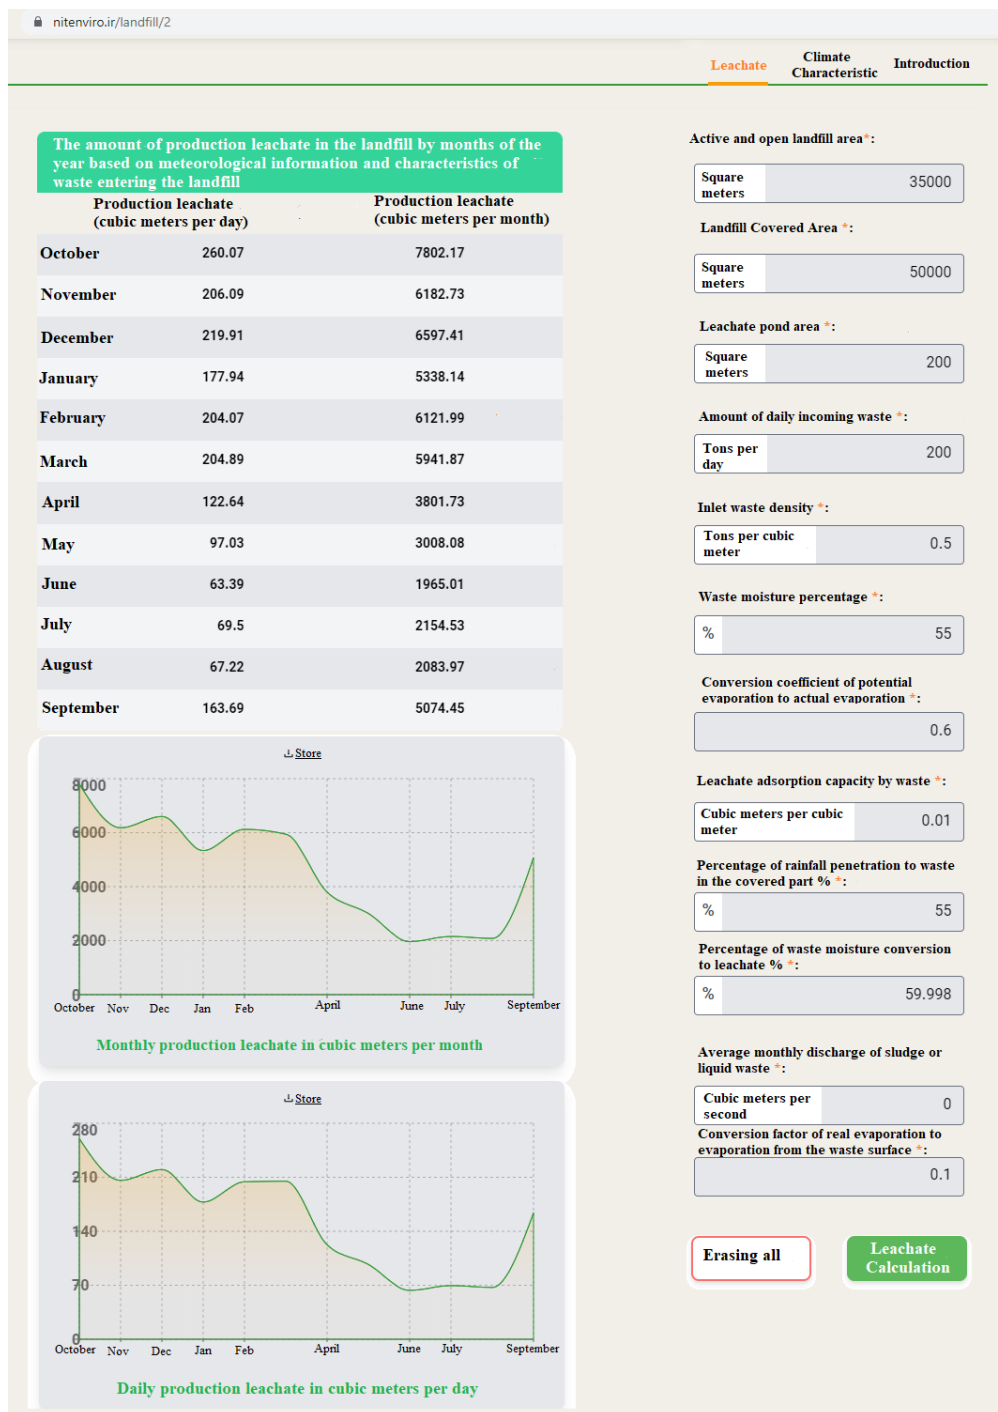 nitenviro.ir/landfill/2
Leachate
Climate
Characteristic
Introduction
The amount of production leachate in the landfill by months of the
year based on meteorological information and characteristics of
waste entering the landfill
Production leachate
(cubic meters per day)
Production leachate
(cubic meters per month)
October 260.07 7802.17
November 206.09 6182.73
December 219.91 6597.41
January 177.94 5338.14
February 204.07 6121.99
March 204.89 5941.87
April 122.64 3801.73
May 97.03 3008.08
June 63.39 1965.01
July 69.5 2154.53
August 67.22 2083.97
September 163.69 5074.45
Store
8000
6000
4000
2000
0
October Nov Dec Jan Feb April June July September
Monthly production leachate in cubic meters per month
Store
280
210
140
70
0
October Nov Dec Jan Feb April June July September
Daily production leachate in cubic meters per day
Active and open landfill area*:
Square
meters
35000
Landfill Covered Area *:
Square
meters
50000
Leachate pond area *:
Square
meters
200
Amount of daily incoming waste *:
Tons per
day
200
Inlet waste density *:
Tons per cubic
meter
0.5
Waste moisture percentage *:
% 55
Conversion coefficient of potential
evaporation to actual evaporation *:
0.6
Leachate adsorption capacity by waste *:
Cubic meters per cubic
meter
0.01
Percentage of rainfall penetration to waste
in the covered part % *:
% 55
Percentage of waste moisture conversion
to leachate % *:
% 59.998
Average monthly discharge of sludge or
liquid waste *:
Cubic meters per
second
0
Conversion factor of real evaporation to
evaporation from the waste surface *:
0.1
Erasing all
Leachate
Calculation